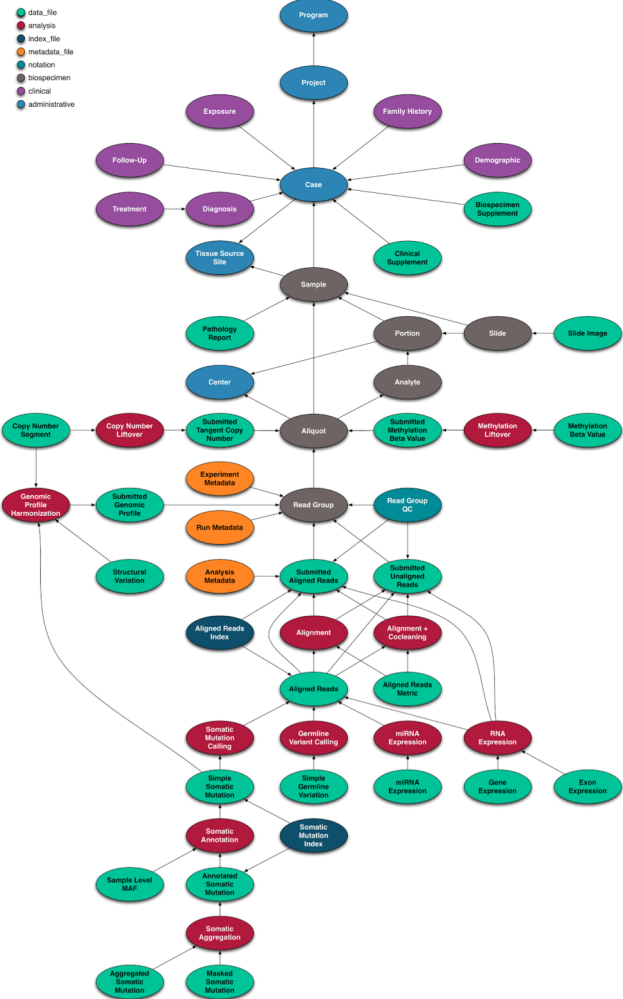 data_file
analysis
index_file
metadata_file
notation
biospecimen
clinical
administrative
Program
Project
Exposure
Family History
Follow-Up
Demographic
Case
Treatment
Diagnosis
Biospecimen
Supplement
Tissue Source
Site
Clinical
Supplement
Sample
Pathology
Report
Portion
Slide
Slide Image
Center
Analyte
Copy Number
Segment
Copy Number
Liftover
Submitted
Tangent Copy
Number
Aliquot
Submitted
Methylation
Beta Value
Methylation
Liftover
Methylation
Beta Value
Experiment
Metadata
Genomic
Profile
Harmonization
Submitted
Genomic
Profile
Read Group
Read Group
QC
Run Metadata
Structural
Variation
Analysis
Metadata
Submitted
Aligned Reads
Submitted
Unaligned
Reads
Aligned Reads
Index
Alignment
Alignment +
Cocleaning
Aligned Reads
Aligned Reads
Metric
Somatic
Mutation
Calling
Germline
Variant Calling
miRNA
Expression
RNA
Expression
Simple
Somatic
Mutation
Simple
Germline
Variation
miRNA
Expression
Gene
Expression
Exon
Expression
Somatic
Annotation
Somatic
Mutation
Index
Sample Level
MAF
Annotated
Somatic
Mutation
Somatic
Aggregation
Aggregated
Somatic
Mutation
Masked
Somatic
Mutation